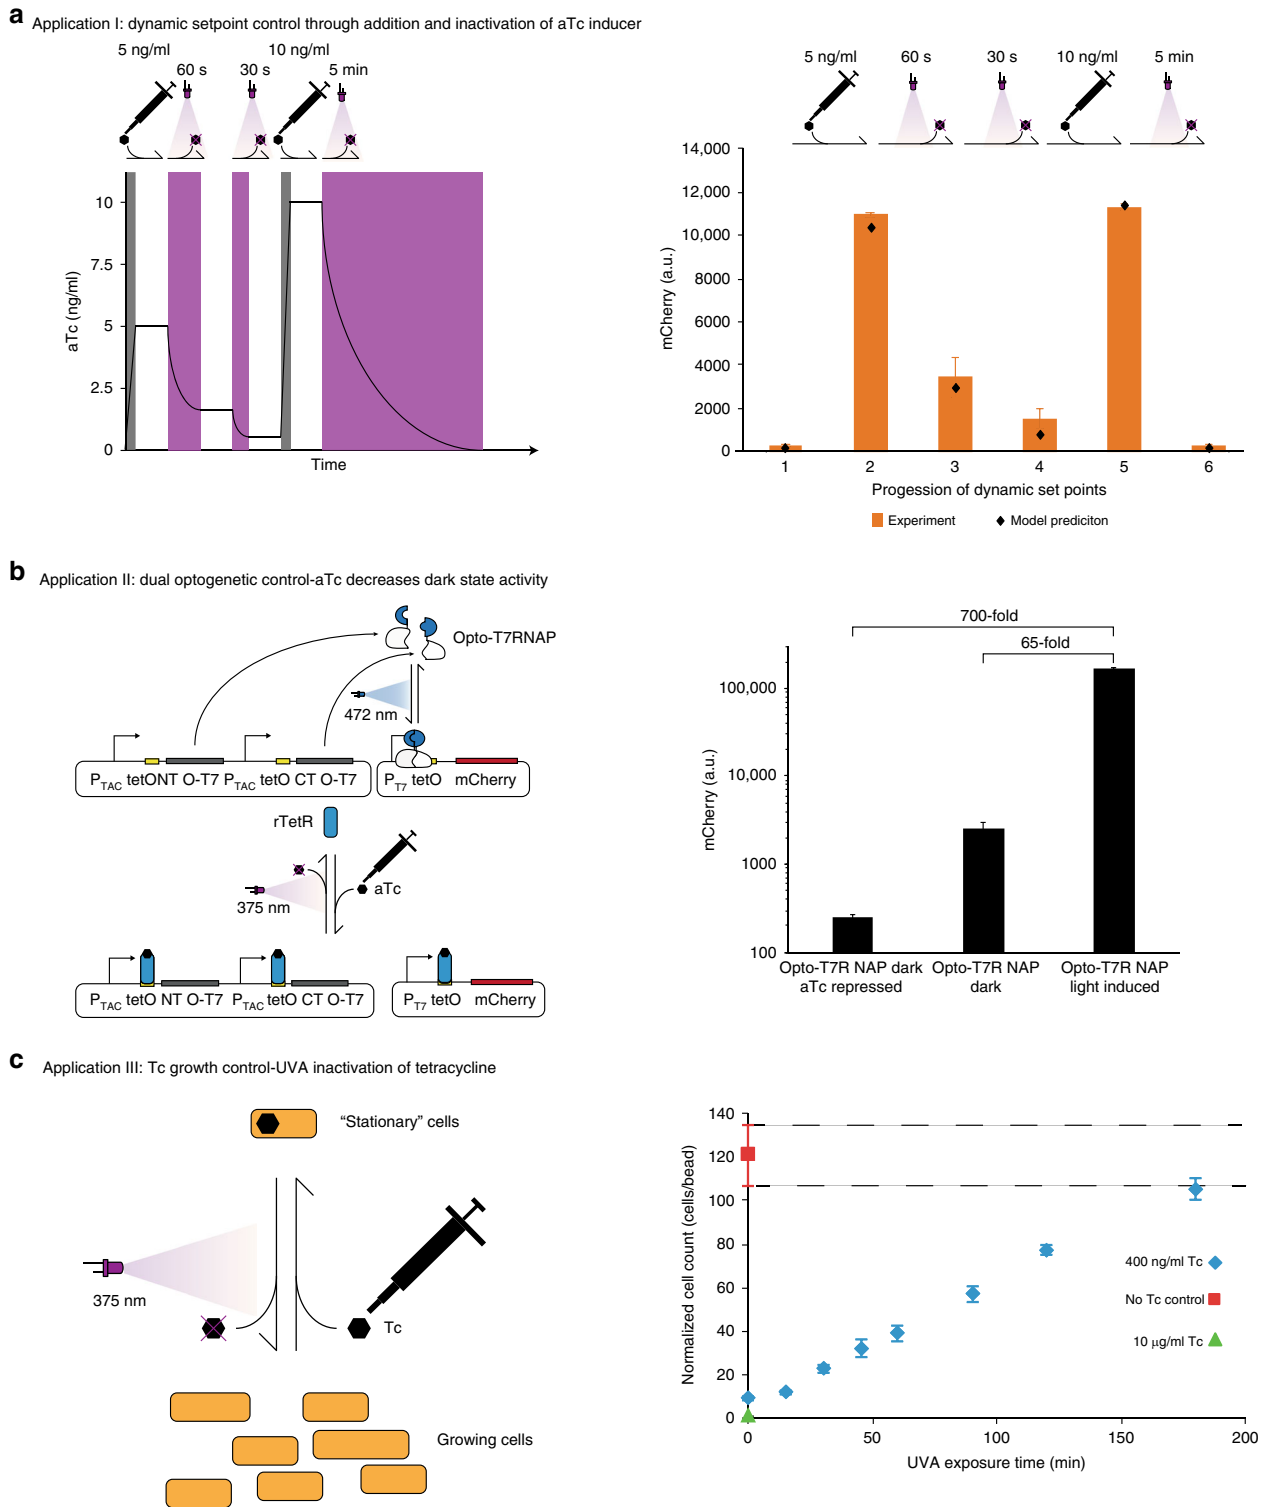 a Application I: dynamic setpoint control through addition and inactivation of aTc inducer
5 ng/ml
60 s
30 s
10 ng/ml
5 min
aTc (ng/ml)
10
7.5
5
2.5
0
Time
5 ng/ml
60 s
30 s
10 ng/ml
5 min
mCherry (a.u.)
14,000
12,000
10,000
8000
6000
4000
2000
0
1 2 3 4 5 6
Progession of dynamic set points
Experiment
Model prediciton
b Application II: dual optogenetic control-aTc decreases dark state activity
Opto-T7RNAP
472 nm
PTAC tetONT O-T7 PTAC tetO CT O-T7
PT7 tetO mCherry
rTetR
aTc
375 nm
PTAC tetO NT O-T7 PTAC tetO CT O-T7
PT7 tetO mCherry
700-fold
65-fold
mCherry (a.u.)
100,000
10,000
1000
100
Opto-T7R NAP dark
aTc repressed
Opto-T7R NAP
dark
Opto-T7R NAP
light induced
c Application III: Tc growth control-UVA inactivation of tetracycline
"Stationary" cells
375 nm
Tc
Growing cells
Normalized cell count (cells/bead)
140
120
100
80
60
40
20
0
400 ng/ml Tc
No Tc control
10 μg/ml Tc
0 50 100 150 200
UVA exposure time (min)